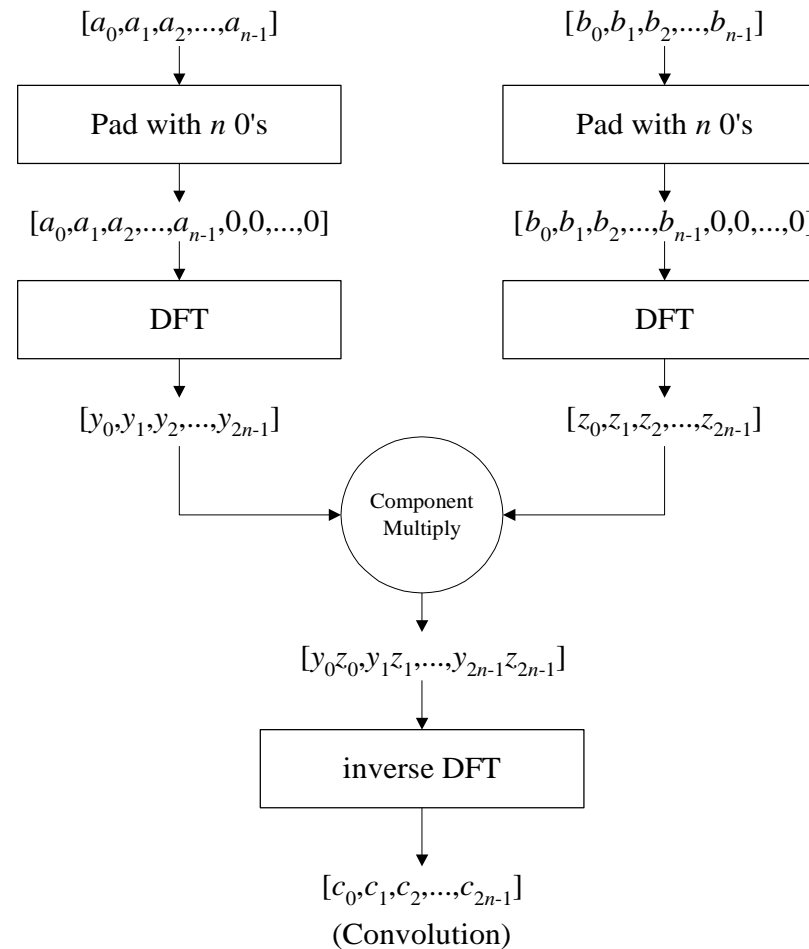 [a₀,a₁,a₂,...,aₙ₋₁]
[b₀,b₁,b₂,...,bₙ₋₁]
Pad with n 0's
Pad with n 0's
[a₀,a₁,a₂,...,aₙ₋₁,0,0,...,0]
[b₀,b₁,b₂,...,bₙ₋₁,0,0,...,0]
DFT
DFT
[y₀,y₁,y₂,...,y₂ₙ₋₁]
[z₀,z₁,z₂,...,z₂ₙ₋₁]
Component
Multiply
[y₀z₀,y₁z₁,...,y₂ₙ₋₁z₂ₙ₋₁]
inverse DFT
[c₀,c₁,c₂,...,c₂ₙ₋₁]
(Convolution)